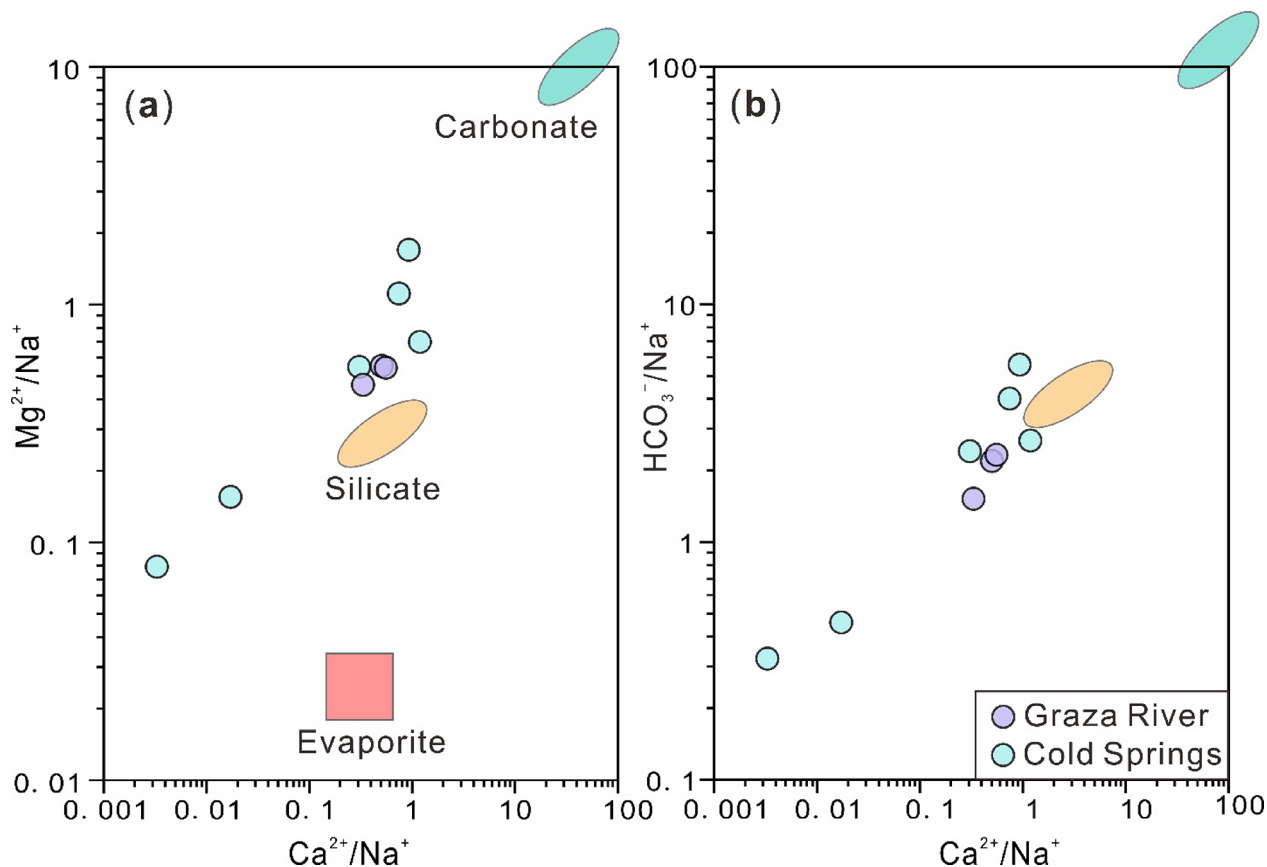 (a)
Carbonate
Silicate
Evaporite
10
1
0. 1
0. 01
0. 001
0. 01
0. 1
1
10
100
Mg²⁺/Na⁺
Ca²⁺/Na⁺
(b)
100
10
1
0. 1
0. 001
0. 01
0. 1
1
10
100
HCO₃⁻/Na⁺
Ca²⁺/Na⁺
Graza River
Cold Springs